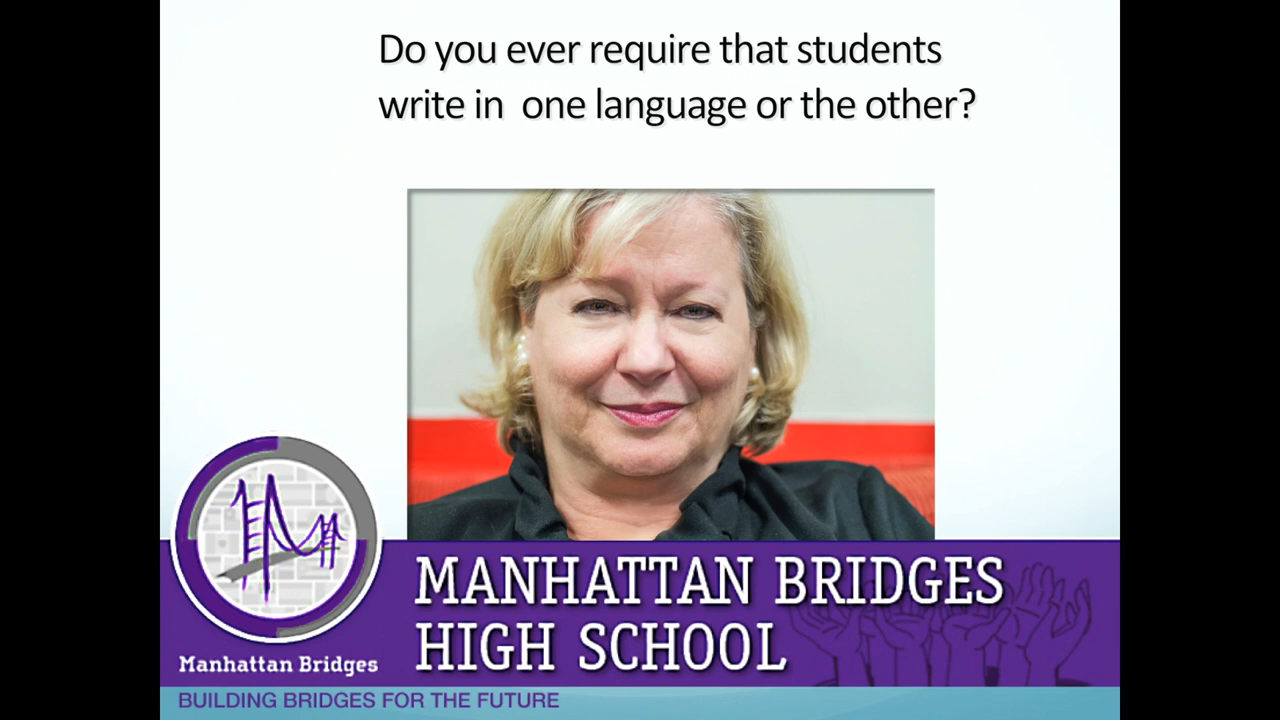 Do you ever require that students
write in  one language or the other?
MANHATTAN BRIDGES
HIGH SCHOOL
Manhattan Bridges
BUILDING BRIDGES FOR THE FUTURE